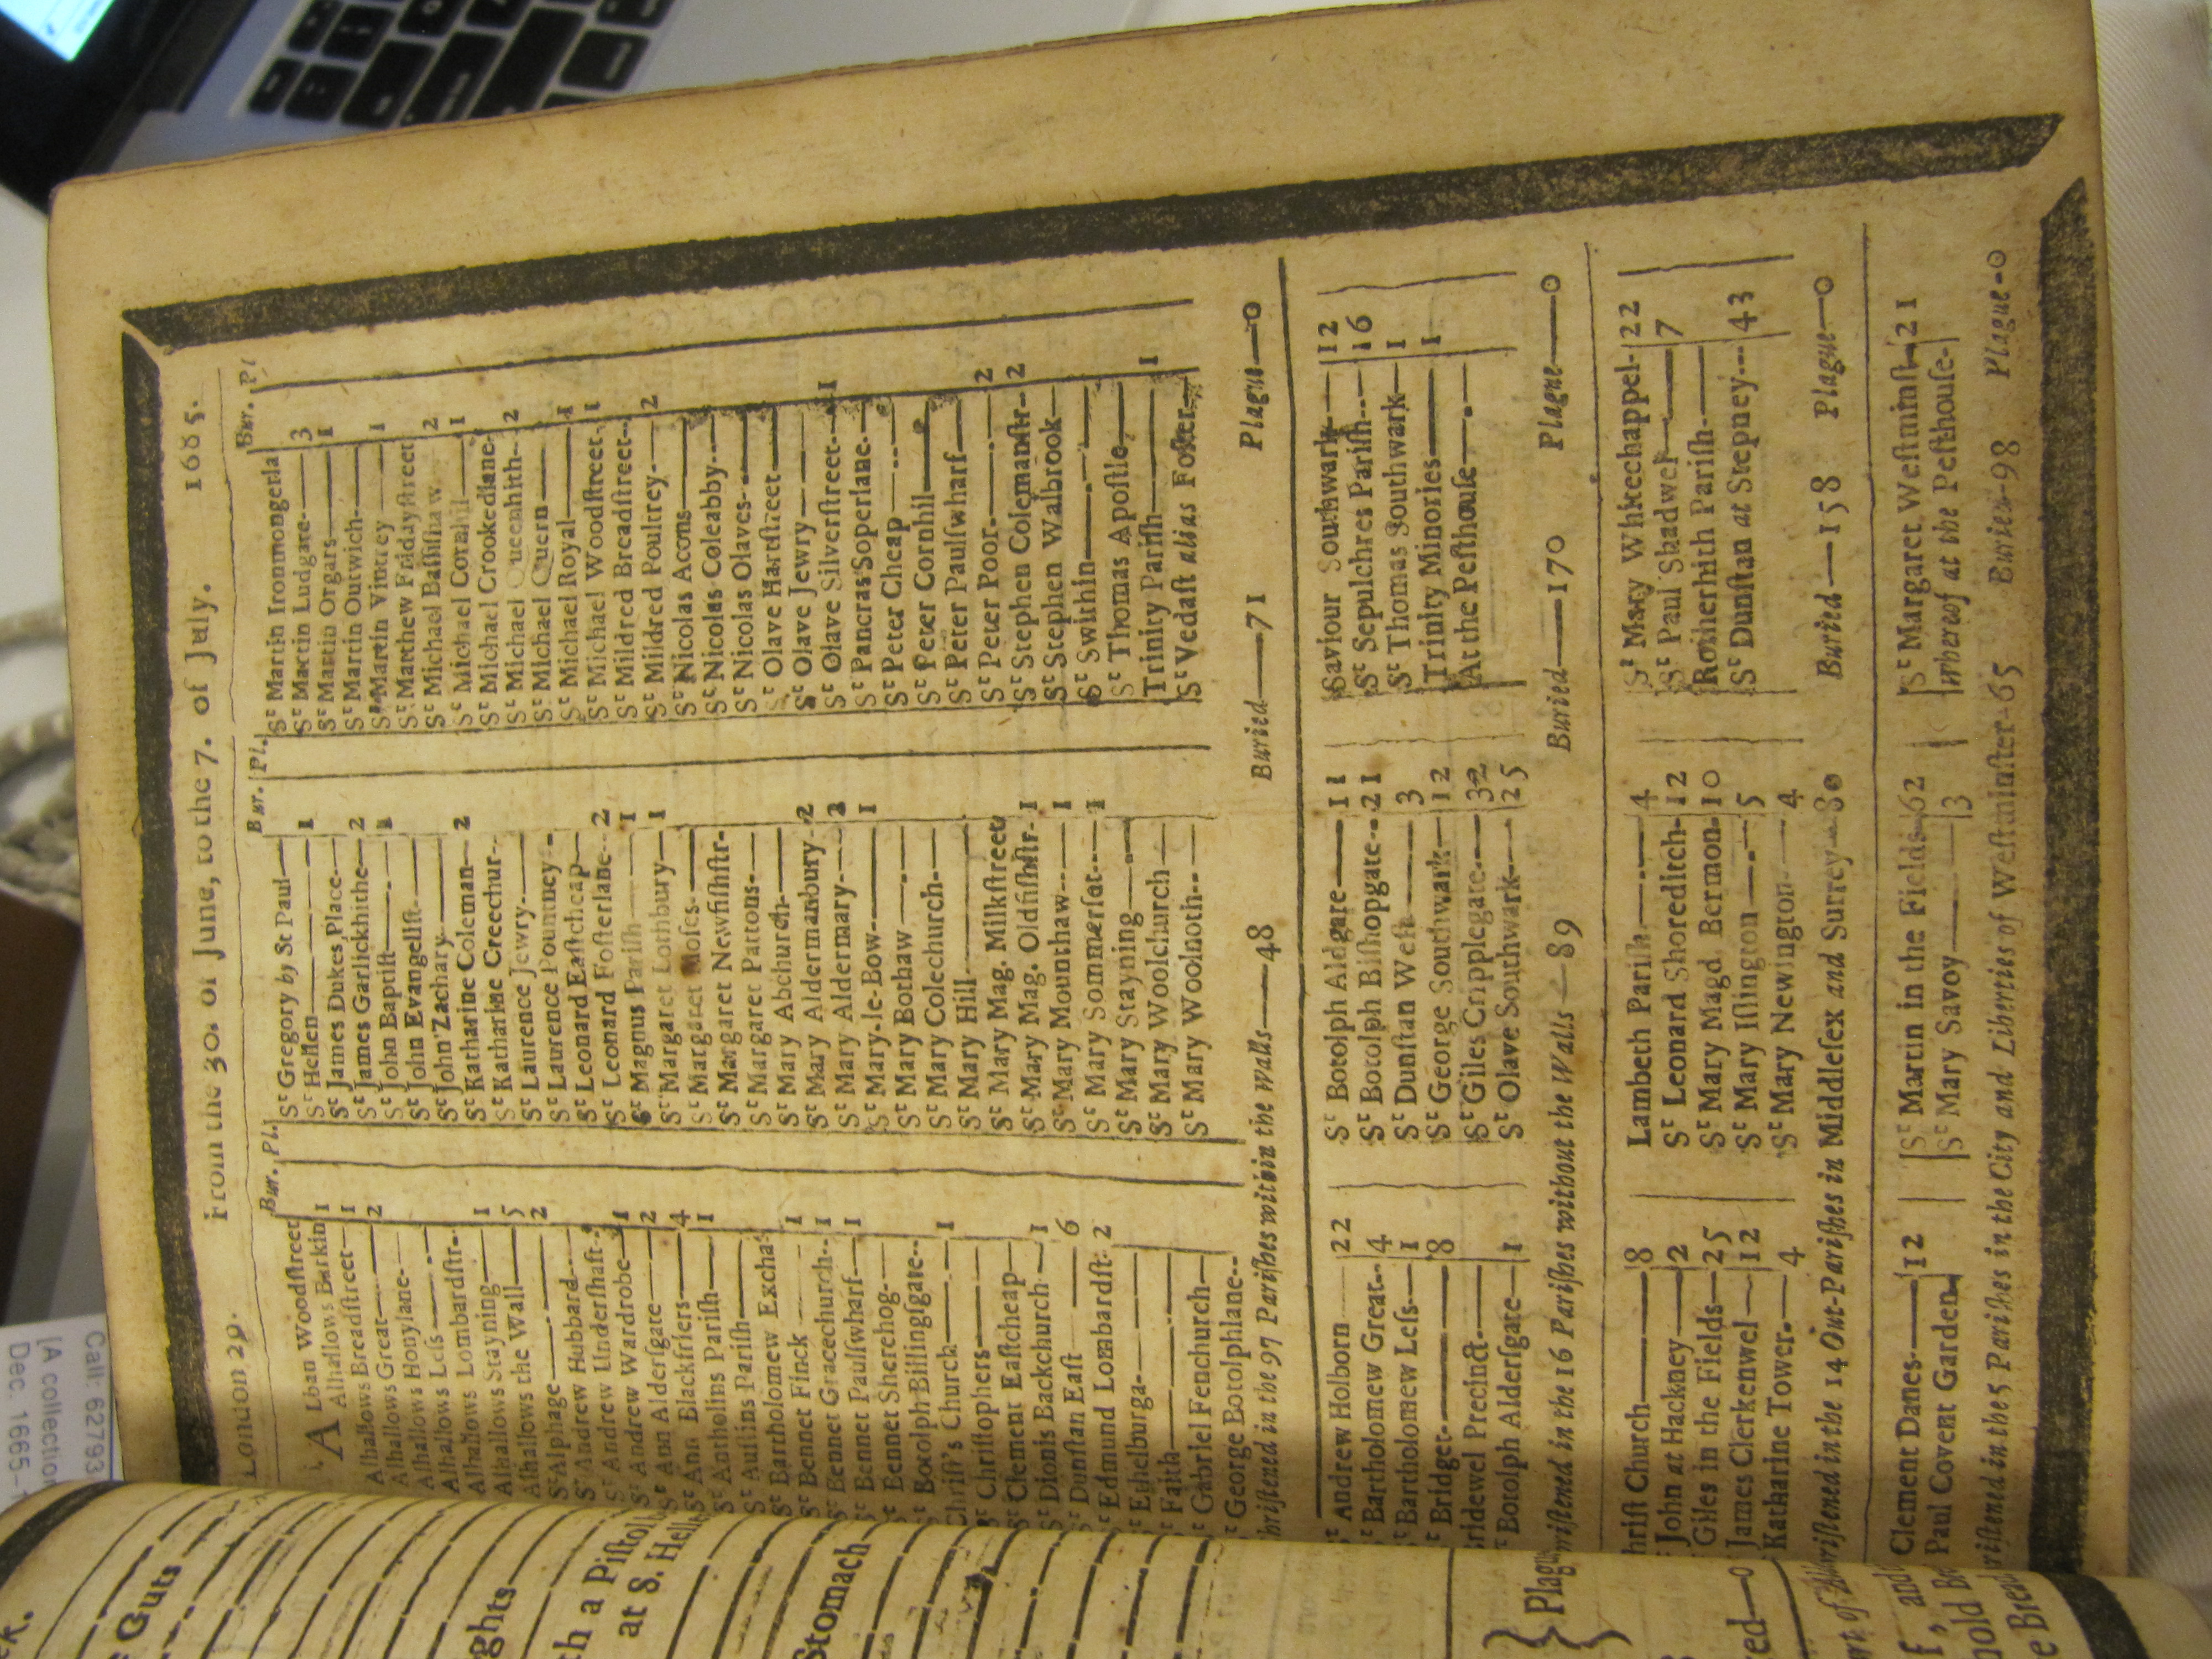 London 29. From the 30. of June, to the 7. of July. 1685.
Bur. Pl.
ALban Woodſtreet
Alhallows Barkin 1
Alhallows Breadſtreet 1
Alhallows Great 2
Alhallows Honylane
Alhallows Leſs
Alhallows Lombardſtr
Alhallows Stayning 1
Alhallows the Wall 5
St Alphage 2
St Andrew Hubbard
St Andrew Underſhaft
St Andrew Wardrobe 1
St Ann Alderſgate 2
St Ann Blackfriers 4
St Antholins Pariſh 1
St Auſtins Pariſh
St Bartholomew Excha
St Bennet Finck 1
St Bennet Gracechurch 1
St Bennet Paulſwharf 1
St Bennet Sherehog
St Botolph Billingſgate
Chriſt's Church 1
St Chriſtophers
St Clement Eaſtcheap
St Dionis Backchurch 1
St Dunſtan Eaſt 6
St Edmund Lombardſt 2
St Ethelburga
St Faith
St Gabriel Fenchurch
St George Botolphlane
Bur. Pl.
St Gregory by St Paul
St Hellen 1
St James Dukes Place
St James Garlickhithe 2
St John Baptiſt 1
St John Evangeliſt
St John Zachary
St Katharine Coleman 2
St Katharine Creechur
St Laurence Jewry
St Laurence Pountney
St Leonard Eaſtcheap
St Leonard Foſterlane 2
St Magnus Pariſh 1
St Margaret Lothbury 1
St Margaret Moſes
St Margaret Newfiſhſtr
St Margaret Pattons
St Mary Abchurch
St Mary Aldermanbury 2
St Mary Aldermary 2
St Mary-le-Bow 1
St Mary Bothaw
St Mary Colechurch
St Mary Hill
St Mary Mag. Milkſtreet
St Mary Mag. Oldfiſhſtr 1
St Mary Mounthaw 1
St Mary Sommerſet 1
St Mary Stayning
St Mary Woolchurch
St Mary Woolnoth
Bur. Pl
St Martin Ironmongerla
St Martin Ludgate 3
St Martin Orgars 1
St Martin Outwich
St Martin Vintrey 1
St Matthew Fridayſtreet
St Michael Baſſiſhaw 2
St Michael Cornhil 1
St Michael Crookedlane
St Michael Queenhith 2
St Michael Quern
St Michael Royal 1
St Michael Woodſtreet 1
St Mildred Breadſtreet
St Mildred Poultrey 2
St Nicolas Acons
St Nicolas Coleabby
St Nicolas Olaves
St Olave Hartſtreet
St Olave Jewry
St Olave Silverſtreet 1
St Pancras Soperlane
St Peter Cheap
St Peter Cornhil
St Peter Paulſwharf
St Peter Poor 2
St Stephen Colemanſtr 2
St Stephen Walbrook
St Swithin
St Thomas Apoſtle
Trinity Pariſh 1
St Vedaſt alias Foſter
hriſtened in the 97 Pariſhes within the Walls—48 Buried—71 Plague—0
St Andrew Holborn 22
St Bartholomew Great 4
St Bartholomew Leſs 1
St Bridget 8
ridewel Precinct
St Botolph Alderſgate 1
St Botolph Aldgate 11
St Botolph Biſhopgate 21
St Dunſtan Weſt 3
St George Southwark 12
St Giles Cripplegate 32
St Olave Southwark 25
Saviour Southwark 12
St Sepulchres Pariſh 16
St Thomas Southwark 1
Trinity Minories 1
At the Peſthouſe
riſtened in the 16 Pariſhes without the Walls—89 Buried—170 Plague—0
hriſt Church 8
John at Hackney 2
Giles in the Fields 25
James Clerkenwel 12
Katharine Tower 4
Lambeth Pariſh 4
St Leonard Shoreditch 12
St Mary Magd. Bermon 10
St Mary Iſlington 5
St Mary Newington 4
St Mary Whitechappel 22
St Paul Shadwel 7
Rotherhith Pariſh
St Dunſtan at Stepney 43
riſtened in the 14 Out-Pariſhes in Middleſex and Surrey—80 Buried—158 Plague—0
Clement Danes 12
Paul Covent Garden
St Martin in the Fields 62
St Mary Savoy 3
St Margaret Weſtminſt 21
whereof at the Peſthouſe
riſtened in the 5 Pariſhes in the City and Liberties of Weſtminſter—65 Buried—98 Plague—0
Guts
ghts
th a Piſtol
at S. Hell
Stomach
Plag
red—0
f, and
hold B
e Brea
Call: 62793
[A collection
Dec. 1665-